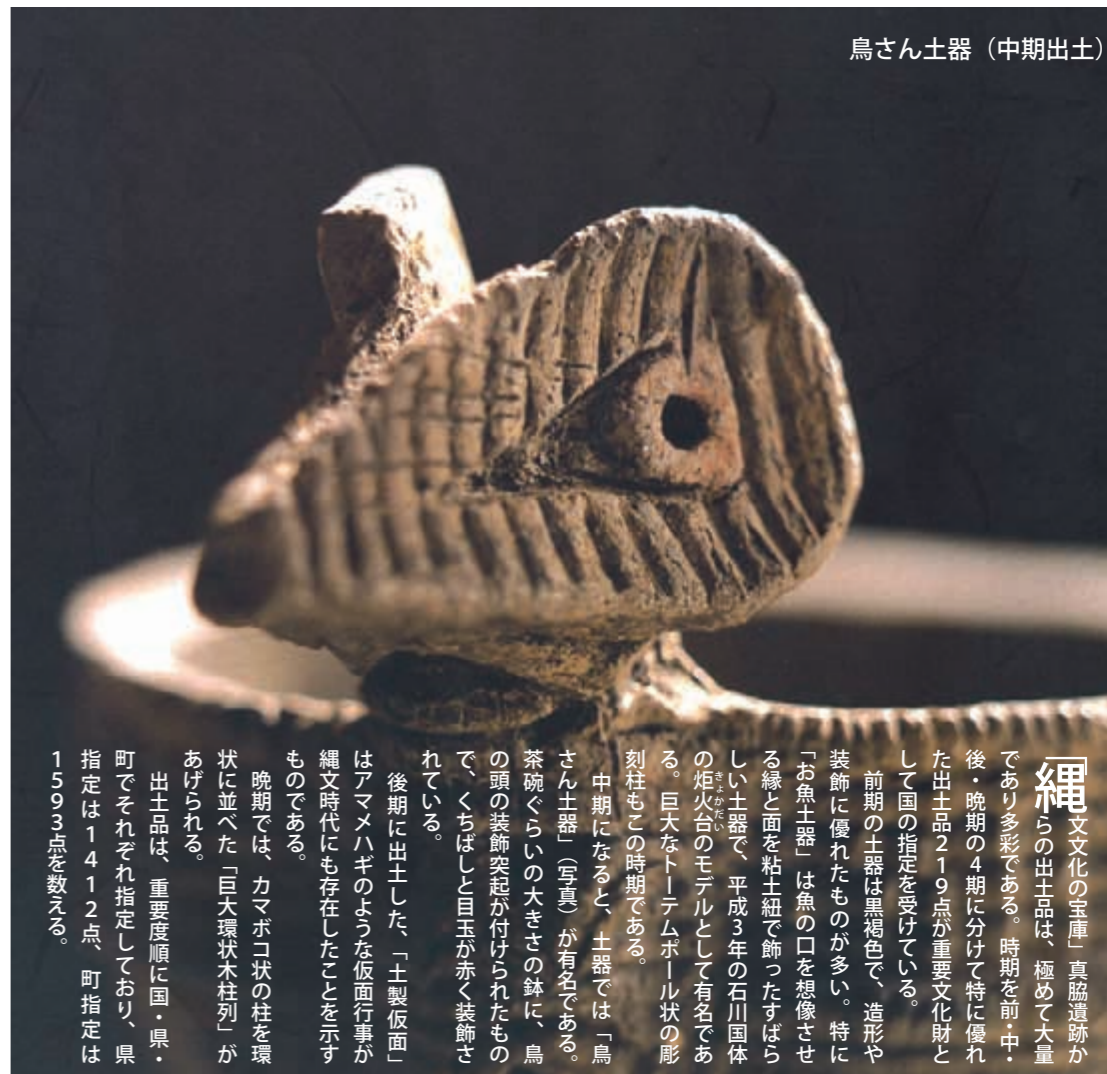 鳥さん土器（中期出土）
「縄文文化の宝庫」真脇遺跡か
らの出土品は、極めて大量
であり多彩である。時期を前・中・
後・晩期の4期に分けて特に優れ
た出土品219点が重要文化財と
して国の指定を受けている。
前期の土器は黒褐色で、造形や
装飾に優れたものが多い。特に
「お魚土器」は魚の口を想像させ
る縁と面を粘土紐で飾ったすばら
しい土器で、平成3年の石川国体
の炬火台のモデルとして有名であ
きょかだい
る。巨大なトーテムポール状の彫
刻柱もこの時期である。
中期になると、土器では「鳥
さん土器」（写真）が有名である。
茶碗ぐらいの大きさの鉢に、鳥
の頭の装飾突起が付けられたもの
で、くちばしと目玉が赤く装飾さ
れている。
後期に出土した、「土製仮面」
はアマメハギのような仮面行事が
縄文時代にも存在したことを示す
ものである。
晩期では、カマボコ状の柱を環
状に並べた「巨大環状木柱列」が
あげられる。
出土品は、重要度順に国・県・
町でそれぞれ指定しており、県
指定は1412点、町指定は
1593点を数える。